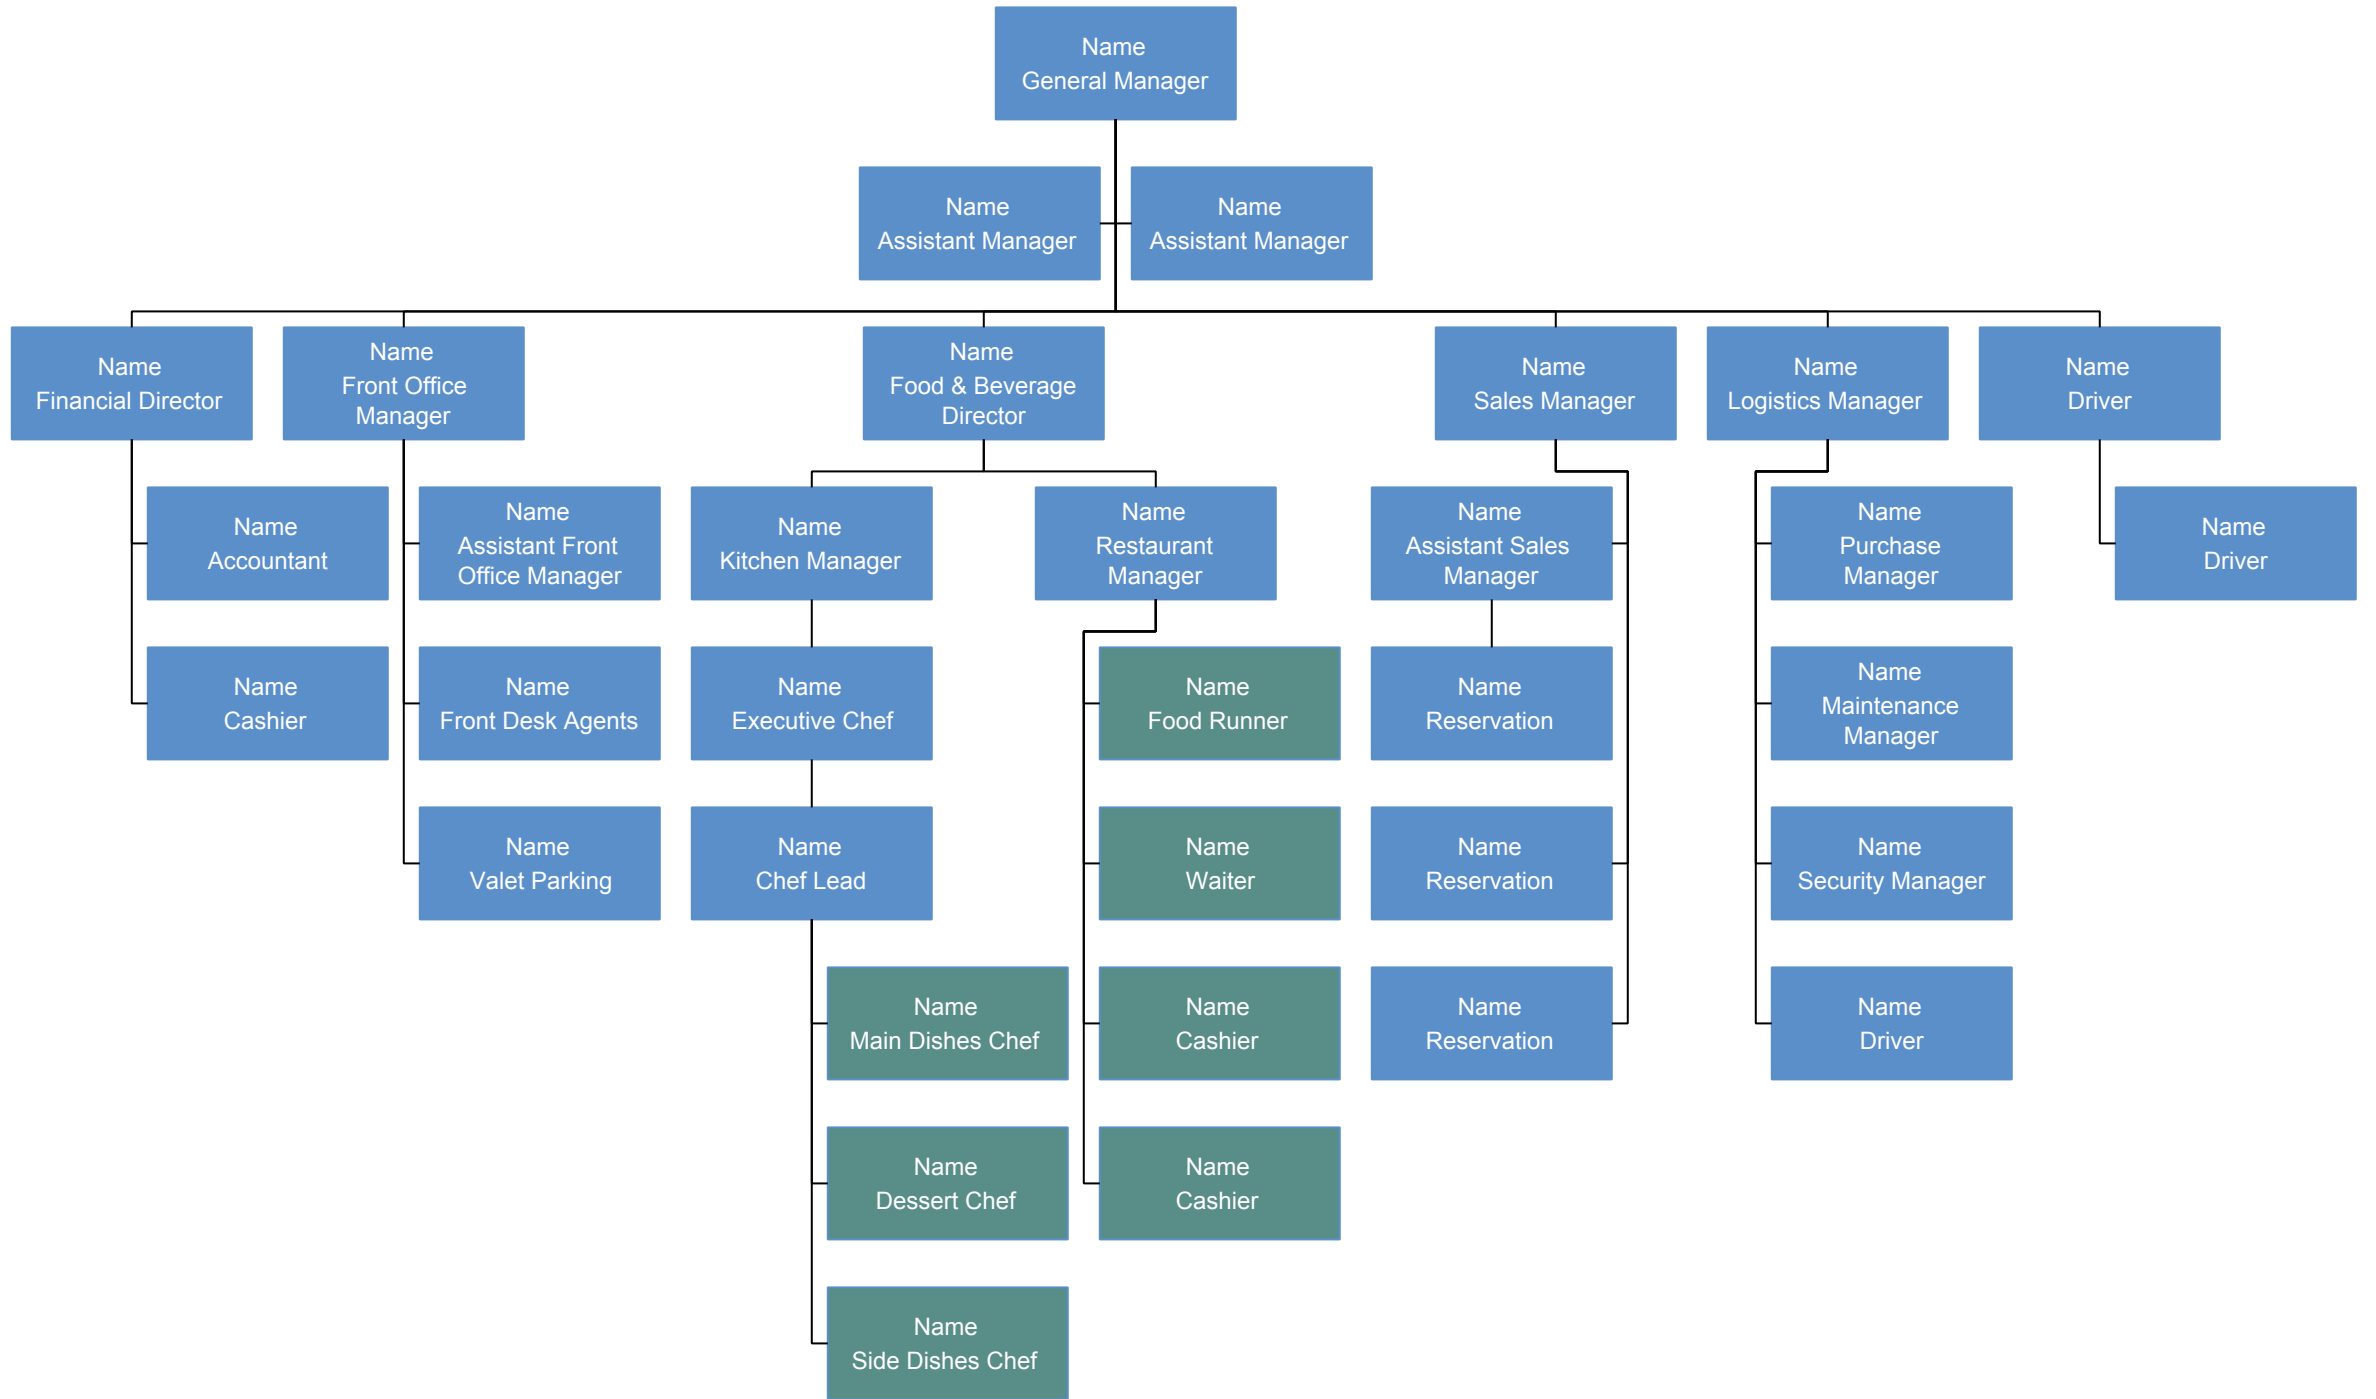 Name
General Manager
Name
Assistant Manager
Name
Assistant Manager
Name
Financial Director
Name
Front Office
Manager
Name
Food & Beverage
Director
Name
Sales Manager
Name
Logistics Manager
Name
Driver
Name
Accountant
Name
Assistant Front
Office Manager
Name
Kitchen Manager
Name
Restaurant
Manager
Name
Assistant Sales
Manager
Name
Purchase
Manager
Name
Driver
Name
Cashier
Name
Front Desk Agents
Name
Executive Chef
Name
Food Runner
Name
Reservation
Name
Maintenance
Manager
Name
Valet Parking
Name
Chef Lead
Name
Waiter
Name
Reservation
Name
Security Manager
Name
Main Dishes Chef
Name
Cashier
Name
Reservation
Name
Driver
Name
Dessert Chef
Name
Cashier
Name
Side Dishes Chef